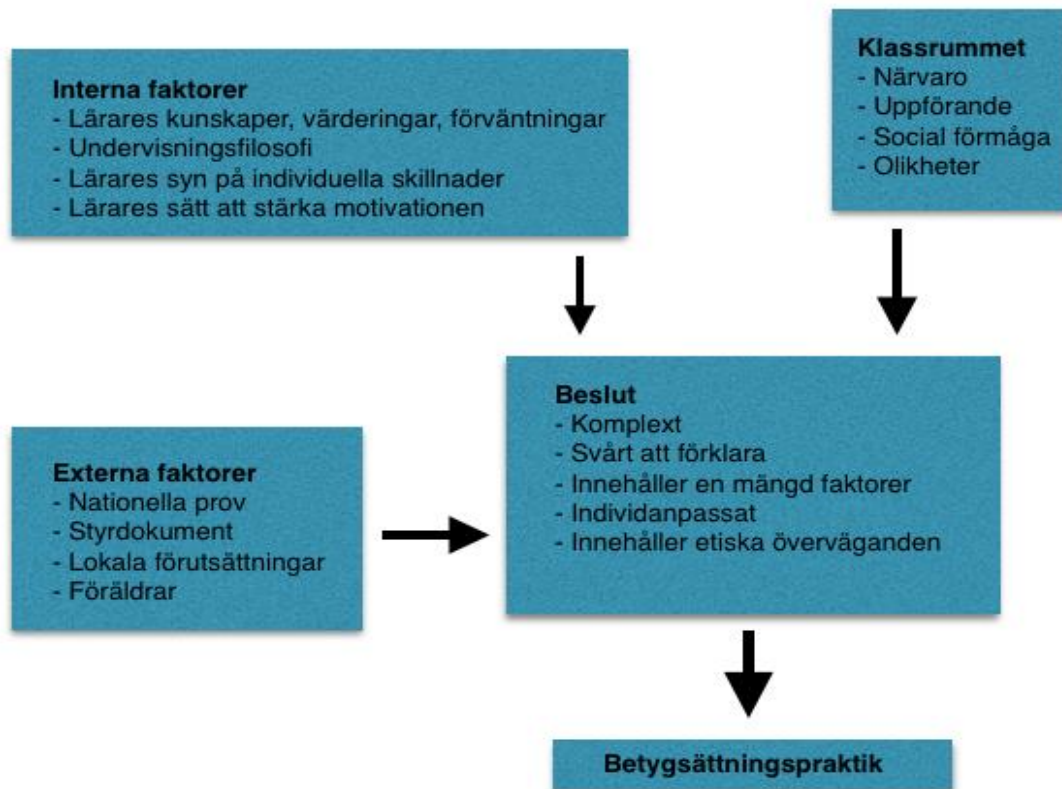 Interna faktorer
- Lärares kunskaper, värderingar, förväntningar
- Undervisningsfilosofi
- Lärares syn på individuella skillnader
- Lärares sätt att stärka motivationen
Klassrummet
- Närvaro
- Uppförande
- Social förmåga
- Olikheter
Externa faktorer
- Nationella prov
- Styrdokument
- Lokala förutsättningar
- Föräldrar
Beslut
- Komplext
- Svårt att förklara
- Innehåller en mängd faktorer
- Individanpassat
- Innehåller etiska överväganden
Betygsättningspraktik